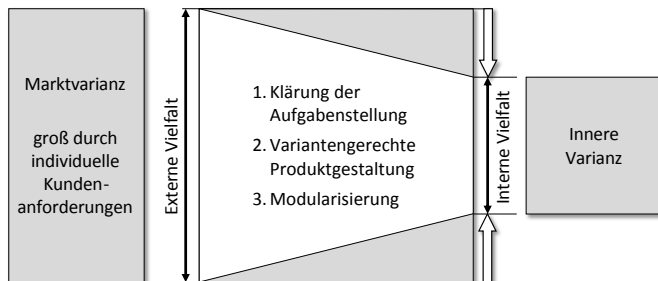 Marktvarianz
groß durch
individuelle
Kunden-
anforderungen
Externe Vielfalt
1. Klärung der
Aufgabenstellung
2. Variantengerechte
Produktgestaltung
3. Modularisierung
Interne Vielfalt
Innere
Varianz